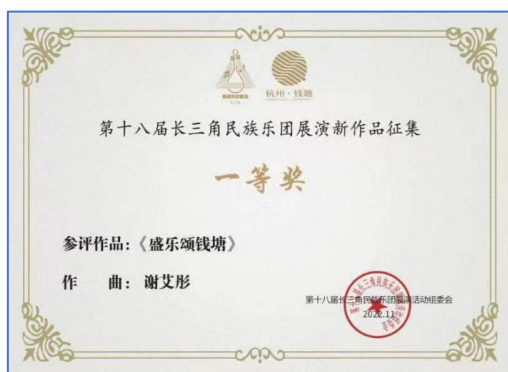 杭州·钱塘
第十八届长三角民族乐团展演新作品征集
一等奖
参评作品：《盛乐颂钱塘》
作 曲：谢艾彤
第十八届长三角民族乐团展演活动组委会
2022.11